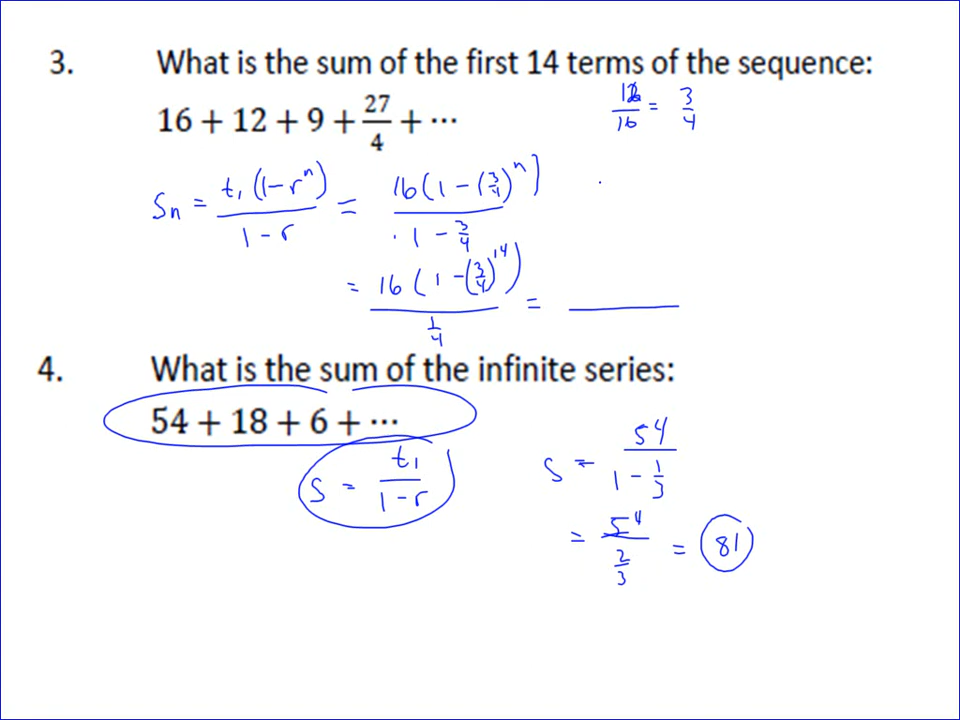 3. What is the sum of the first 14 terms of the sequence:
16 + 12 + 9 + 27/4 + ⋯
12/16 = 3/4
Sn = t₁(1-rⁿ)/1-r = 16(1-(3/4)ⁿ)/1-3/4
= 16(1-(3/4)¹⁴)/1/4 = ____
4. What is the sum of the infinite series:
54 + 18 + 6 + ⋯
S = t₁/1-r
S = 54/1-1/3
= 54/2/3 = 81